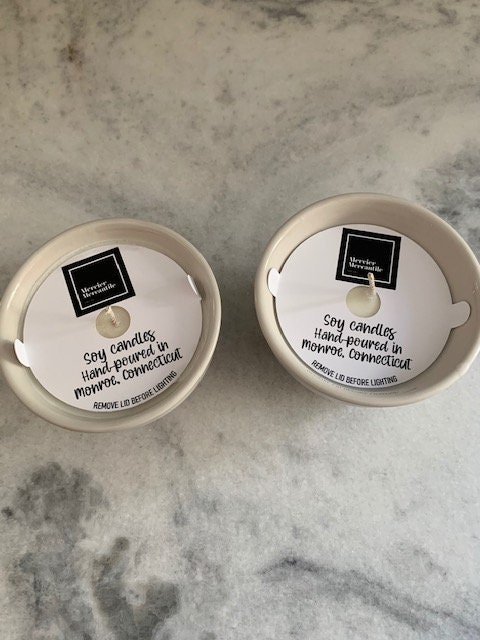 Mercier
Mercantile
Soy candles
Hand-poured in
monroe, Connecticut
REMOVE LID BEFORE LIGHTING
Mercier
Mercantile
Soy candles
Hand-poured in
monroe, Connecticut
REMOVE LID BEFORE LIGHTING